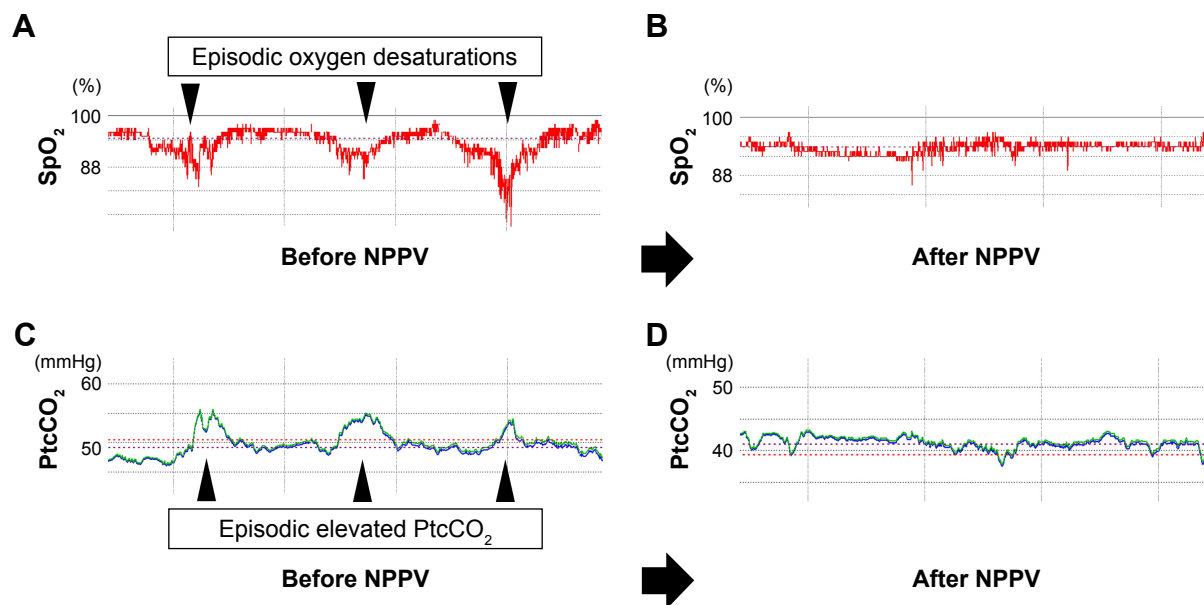 A
B
Episodic oxygen desaturations
(%)
(%)
100
100
SpO₂
SpO₂
88
88
Before NPPV
After NPPV
C
D
(mmHg)
(mmHg)
60
50
PtcCO₂
PtcCO₂
50
40
Episodic elevated PtcCO₂
Before NPPV
After NPPV